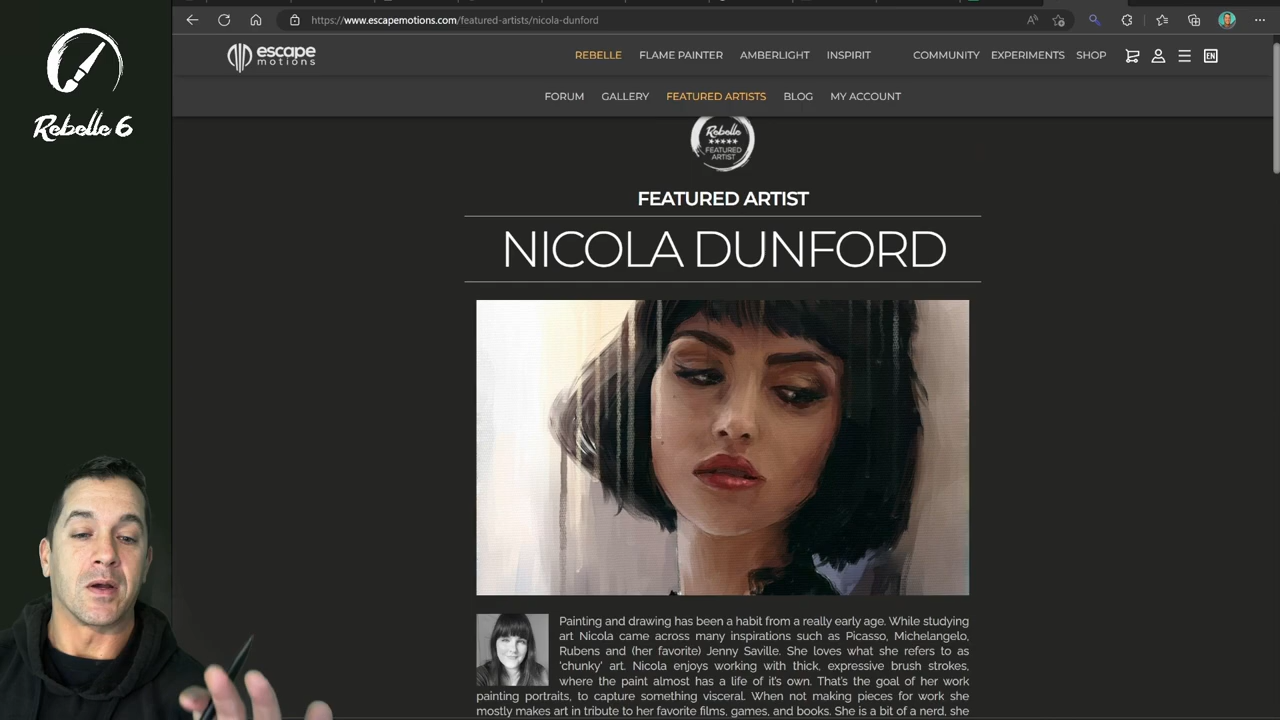 https://www.escapemotions.com/featured-artists/nicola-dunford
escape motions
REBELLE FLAME PAINTER AMBERLIGHT INSPIRIT COMMUNITY EXPERIMENTS SHOP EN
FORUM GALLERY FEATURED ARTISTS BLOG MY ACCOUNT
Rebelle 6
Rebelle
FEATURED
ARTIST
FEATURED ARTIST
NICOLA DUNFORD
Painting and drawing has been a habit from a really early age. While studying
art Nicola came across many inspirations such as Picasso, Michelangelo,
Rubens and (her favorite) Jenny Saville. She loves what she refers to as
'chunky' art. Nicola enjoys working with thick, expressive brush strokes,
where the paint almost has a life of it's own. That's the goal of her work
painting portraits, to capture something visceral. When not making pieces for work she
mostly makes art in tribute to her favorite films, games, and books. She is a bit of a nerd, she